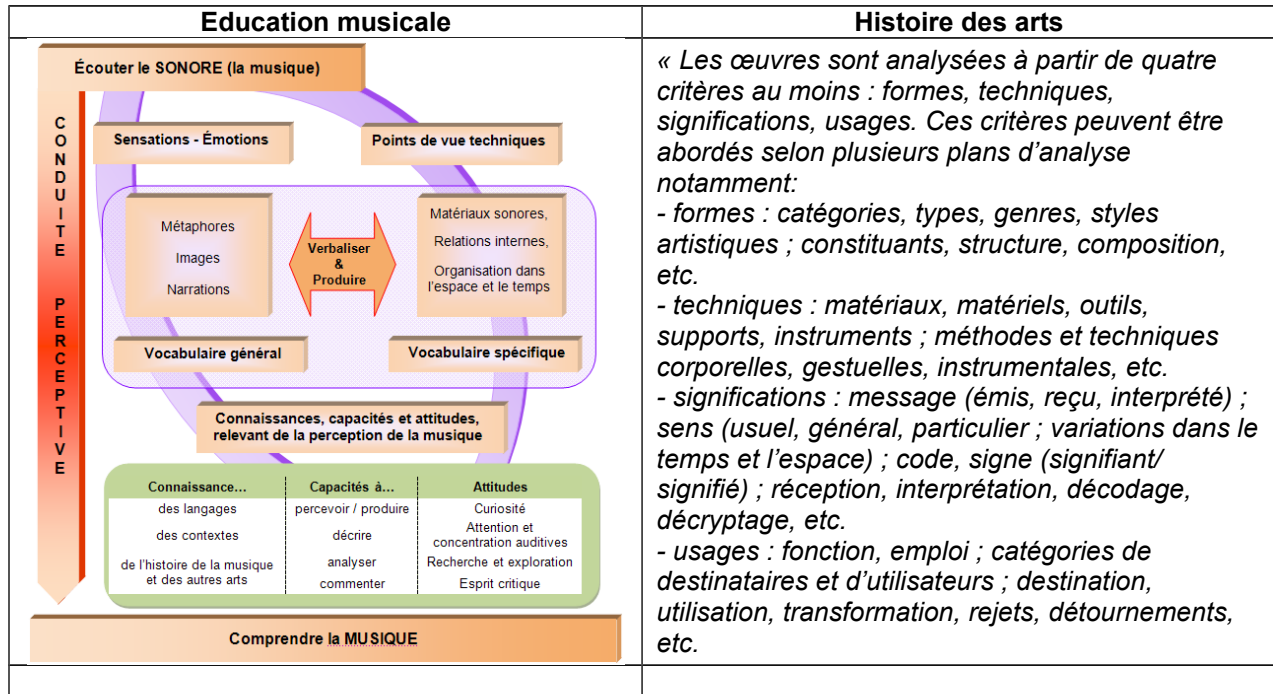 Education musicale
Écouter le SONORE (la musique)
CONDUITE PERCEPTIVE
Sensations - Émotions
Points de vue techniques
Métaphores
Images
Narrations
Verbaliser
&
Produire
Matériaux sonores,
Relations internes,
Organisation dans
l'espace et le temps
Vocabulaire général
Vocabulaire spécifique
Connaissances, capacités et attitudes,
relevant de la perception de la musique
Connaissance…
des langages
des contextes
de l'histoire de la musique
et des autres arts
Capacités à…
percevoir / produire
décrire
analyser
commenter
Attitudes
Curiosité
Attention et
concentration auditives
Recherche et exploration
Esprit critique
Comprendre la MUSIQUE
Histoire des arts
« Les œuvres sont analysées à partir de quatre
critères au moins : formes, techniques,
significations, usages. Ces critères peuvent être
abordés selon plusieurs plans d'analyse
notamment:
- formes : catégories, types, genres, styles
artistiques ; constituants, structure, composition,
etc.
- techniques : matériaux, matériels, outils,
supports, instruments ; méthodes et techniques
corporelles, gestuelles, instrumentales, etc.
- significations : message (émis, reçu, interprété) ;
sens (usuel, général, particulier ; variations dans le
temps et l'espace) ; code, signe (signifiant/
signifié) ; réception, interprétation, décodage,
décryptage, etc.
- usages : fonction, emploi ; catégories de
destinataires et d'utilisateurs ; destination,
utilisation, transformation, rejets, détournements,
etc.